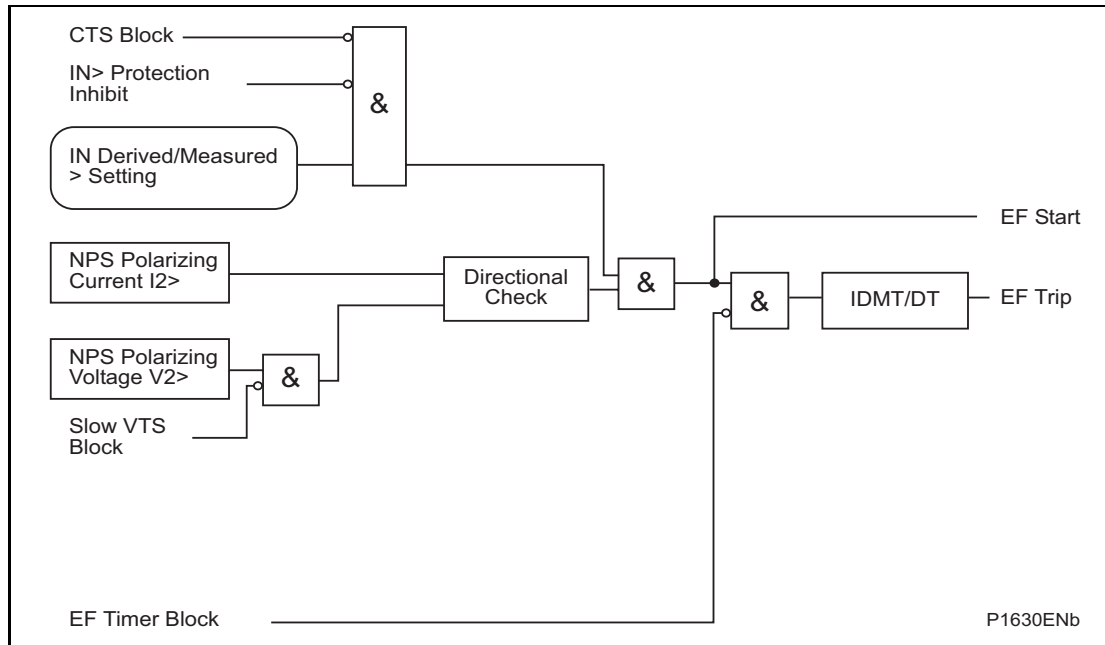 CTS Block
IN> Protection
Inhibit
&
IN Derived/Measured
> Setting
EF Start
NPS Polarizing
Current I2>
Directional
Check
&
&
IDMT/DT
EF Trip
NPS Polarizing
Voltage V2>
&
Slow VTS
Block
EF Timer Block
P1630ENb